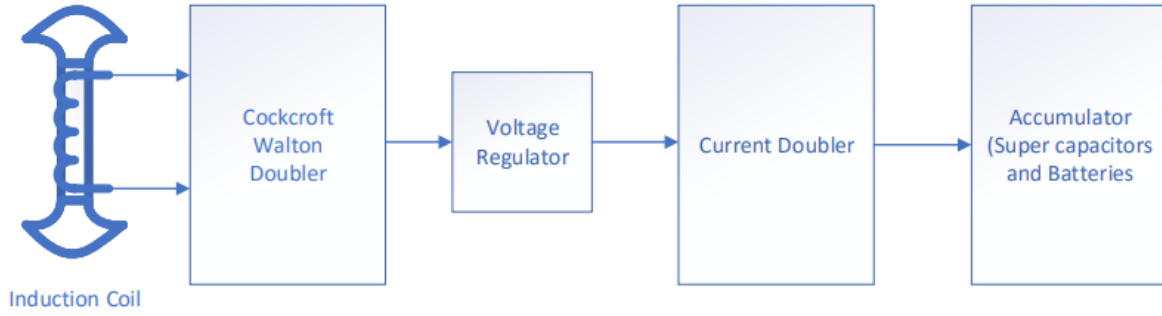 Cockcroft
Walton
Doubler
Voltage
Regulator
Current Doubler
Accumulator
(Super capacitors
and Batteries
Induction Coil